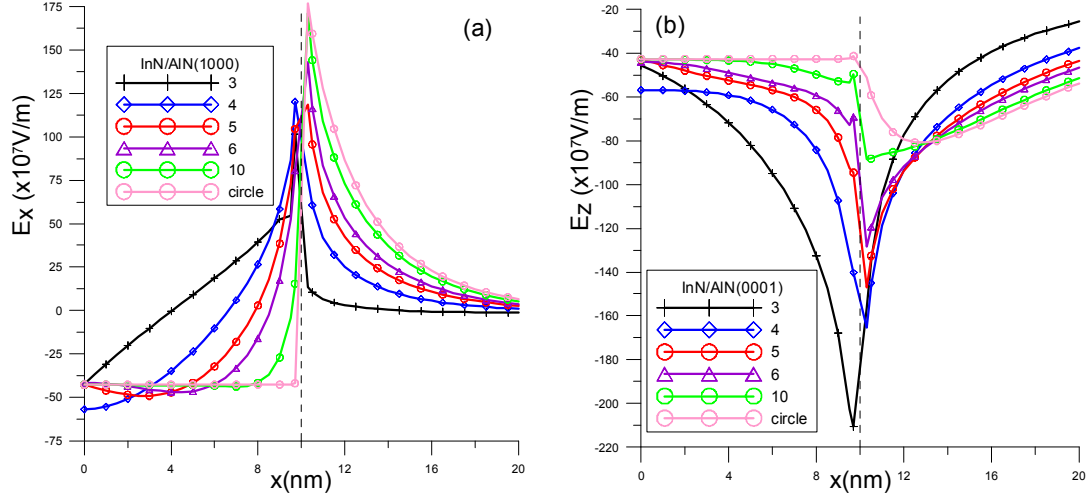 (a)
Ex (x10⁷V/m)
175
150
125
100
75
50
25
0
-25
-50
-75
InN/AlN(1000)
3
4
5
6
10
circle
0 4 8 12 16 20
x(nm)
(b)
Ez (x10⁷V/m)
-20
-40
-60
-80
-100
-120
-140
-160
-180
-200
-220
InN/AlN(0001)
3
4
5
6
10
circle
0 4 8 12 16 20
x(nm)